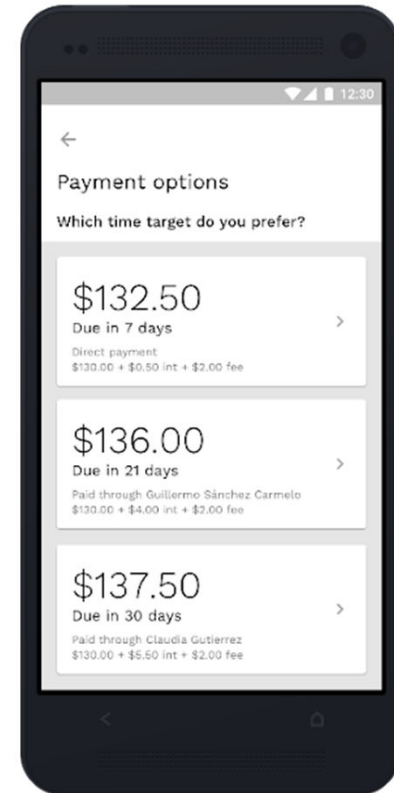 12:30
Payment options
Which time target do you prefer?
$132.50
Due in 7 days
Direct payment
$130.00 + $0.50 int + $2.00 fee
$136.00
Due in 21 days
Paid through Guillermo Sánchez Carmelo
$130.00 + $4.00 int + $2.00 fee
$137.50
Due in 30 days
Paid through Claudia Gutierrez
$130.00 + $5.50 int + $2.00 fee